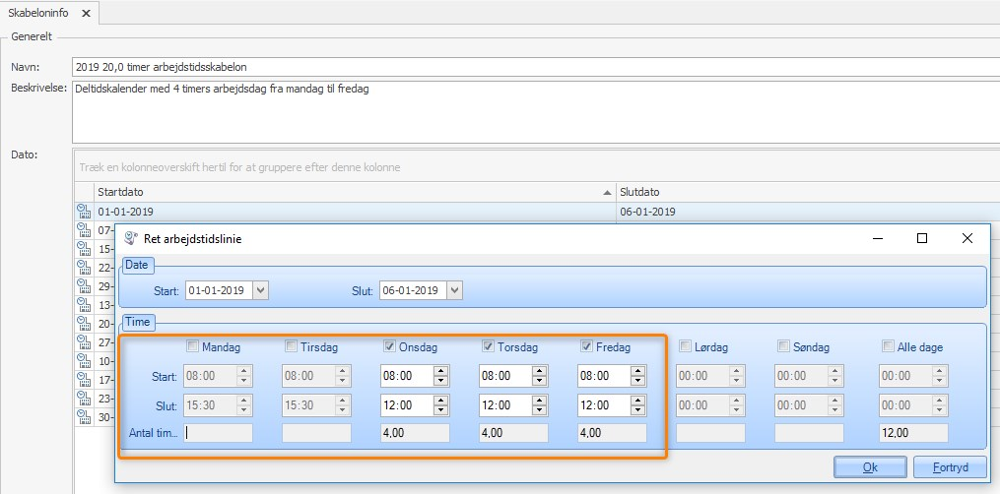 Skabeloninfo
Generelt
Navn: 2019 20,0 timer arbejdstidsskabelon
Beskrivelse: Deltidskalender med 4 timers arbejdsdag fra mandag til fredag
Dato:
Træk en kolonneoverskift hertil for at gruppere efter denne kolonne
Startdato Slutdato
01-01-2019 06-01-2019
07-
15-
22-
29-
13-
20-
27-
10-
17-
23-
30-
Ret arbejdstidslinie
Date
Start: 01-01-2019 Slut: 06-01-2019
Time
Mandag Tirsdag Onsdag Torsdag Fredag Lørdag Søndag Alle dage
Start: 08:00 08:00 08:00 08:00 08:00 00:00 00:00 00:00
Slut: 15:30 15:30 12:00 12:00 12:00 00:00 00:00 00:00
Antal tim... 4,00 4,00 4,00 12,00
Ok Fortryd